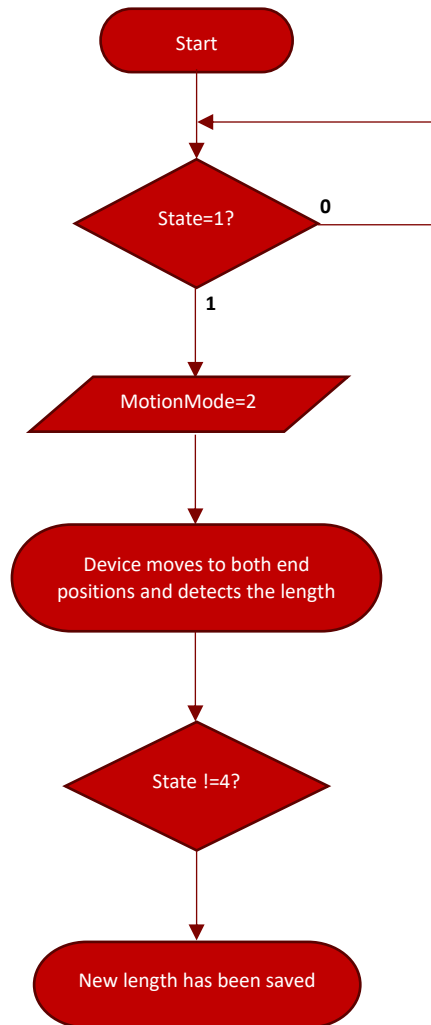 Start
State=1?
0
1
MotionMode=2
Device moves to both end
positions and detects the length
State !=4?
New length has been saved